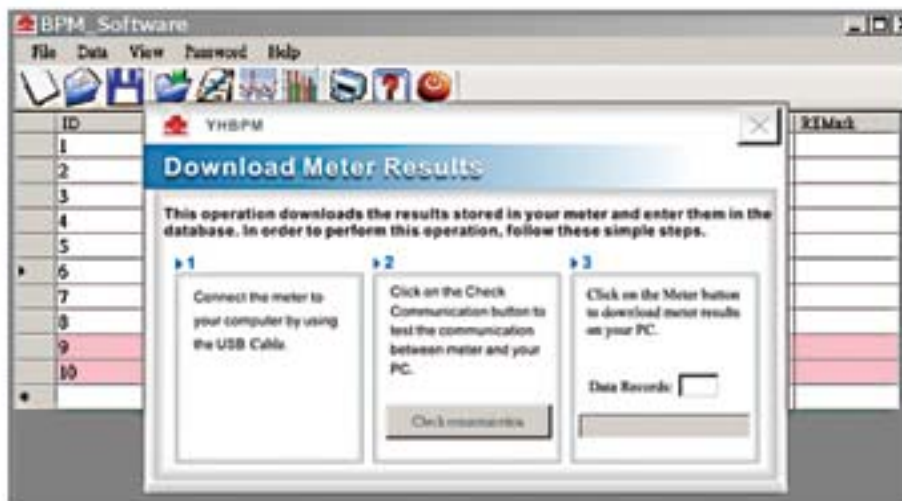 BPM_Software
File Data View Password Help
ID
REMark
1
2
3
4
5
6
7
8
9
10
YHBPM
Download Meter Results
This operation downloads the results stored in your meter and enter them in the
database. In order to perform this operation, follow these simple steps.
1
Connect the meter to
your computer by using
the USB Cable.
2
Click on the Check
Communication button to
test the communication
between meter and your
PC.
Check communication
3
Click on the Meter button
to download meter results
on your PC.
Data Records: